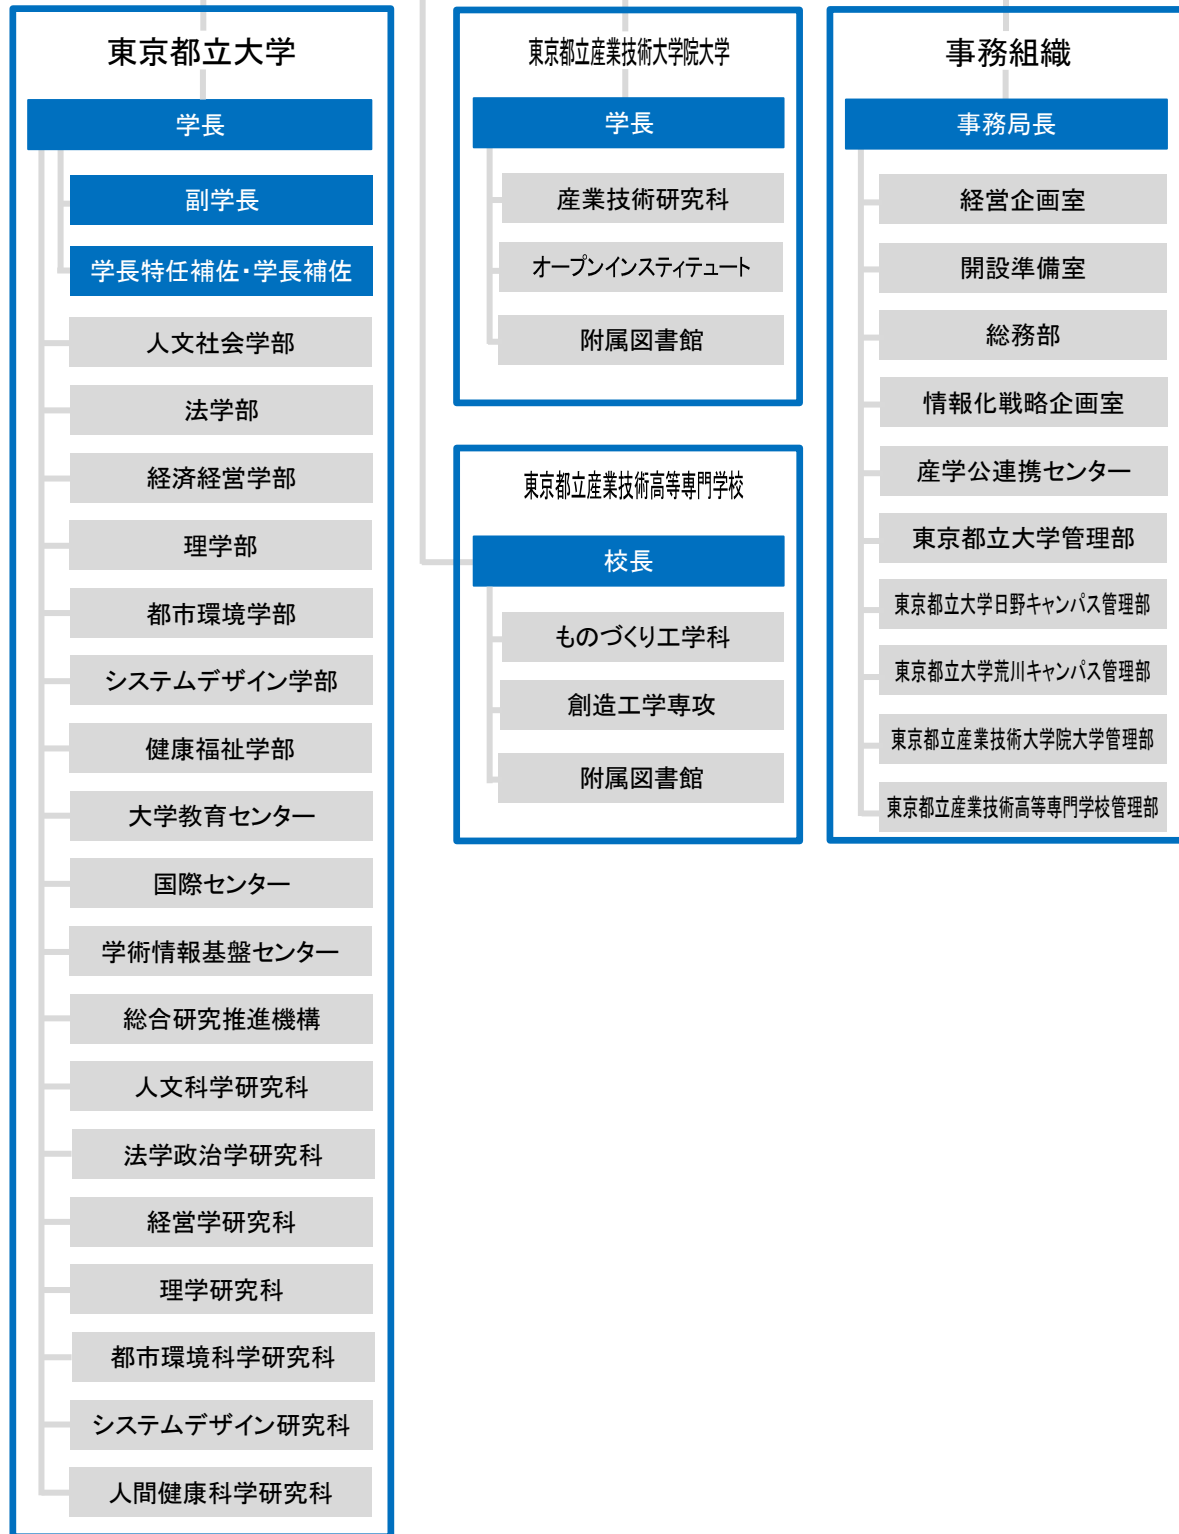 東京都立大学
学長
副学長
学長特任補佐・学長補佐
人文社会学部
法学部
経済経営学部
理学部
都市環境学部
システムデザイン学部
健康福祉学部
大学教育センター
国際センター
学術情報基盤センター
総合研究推進機構
人文科学研究科
法学政治学研究科
経営学研究科
理学研究科
都市環境科学研究科
システムデザイン研究科
人間健康科学研究科
東京都立産業技術大学院大学
学長
産業技術研究科
オープンインスティテュート
附属図書館
東京都立産業技術高等専門学校
校長
ものづくり工学科
創造工学専攻
附属図書館
事務組織
事務局長
経営企画室
開設準備室
総務部
情報化戦略企画室
産学公連携センター
東京都立大学管理部
東京都立大学日野キャンパス管理部
東京都立大学荒川キャンパス管理部
東京都立産業技術大学院大学管理部
東京都立産業技術高等専門学校管理部